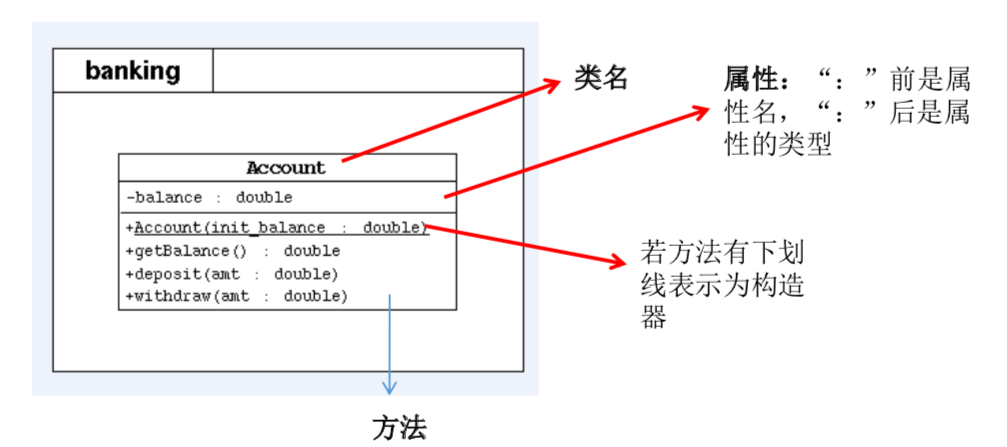 banking
Account
-balance : double
+Account(init_balance : double)
+getBalance() : double
+deposit(amt : double)
+withdraw(amt : double)
类名
属性：“：”前是属
性名，“：”后是属
性的类型
若方法有下划
线表示为构造
器
方法